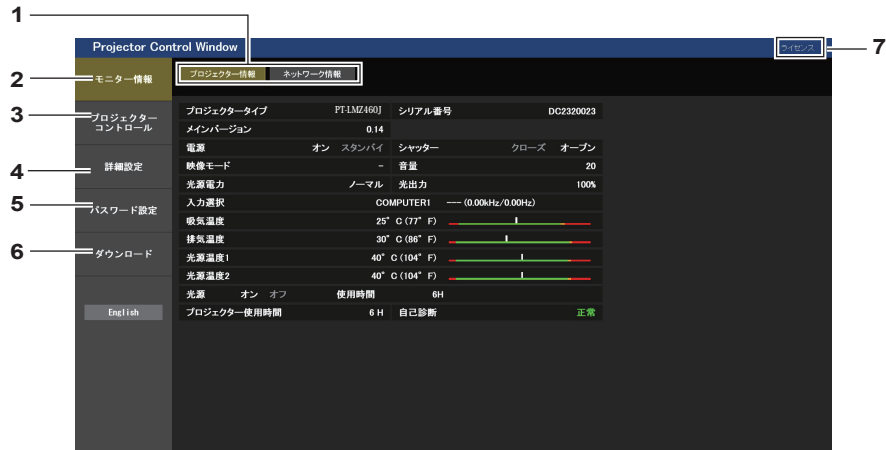 1
Projector Control Window
ライセンス
7
2
モニター情報
プロジェクター情報 ネットワーク情報
3
プロジェクター
コントロール
4
詳細設定
5
パスワード設定
6
ダウンロード
English
プロジェクタータイプ PT-LMZ460J シリアル番号 DC2320023
メインバージョン 0.14
電源 オン スタンバイ シャッター クローズ オープン
映像モード - 音量 20
光源電力 ノーマル 光出力 100%
入力選択 COMPUTER1 --- (0.00kHz/0.00Hz)
吸気温度 25° C (77° F)
排気温度 30° C (86° F)
光源温度1 40° C (104° F)
光源温度2 40° C (104° F)
光源 オン オフ 使用時間 6H
プロジェクター使用時間 6 H 自己診断 正常